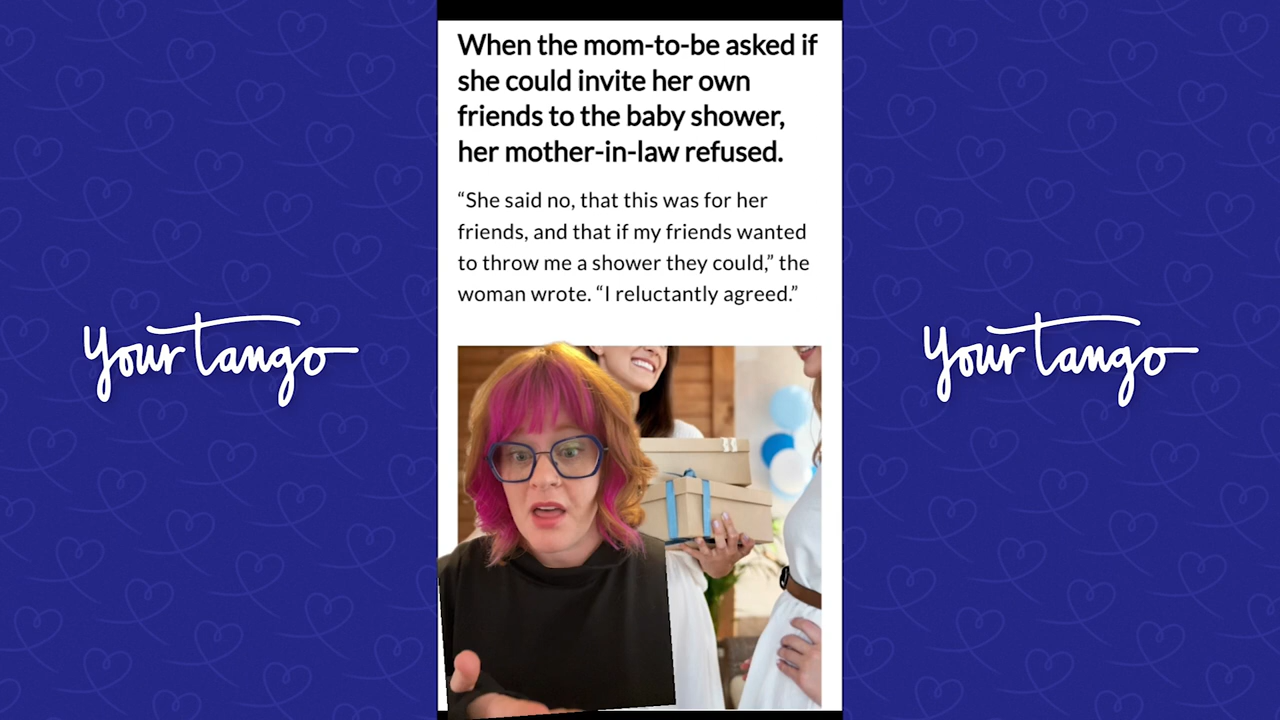 When the mom-to-be asked if
she could invite her own
friends to the baby shower,
her mother-in-law refused.
“She said no, that this was for her
friends, and that if my friends wanted
to throw me a shower they could,” the
woman wrote. “I reluctantly agreed.”
Your tango
Your tango